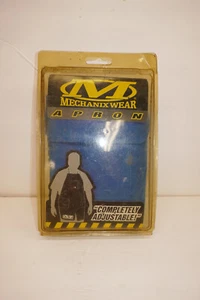 M
MECHANIXWEAR
APRON
"COMPLETELY
ADJUSTABLE!"